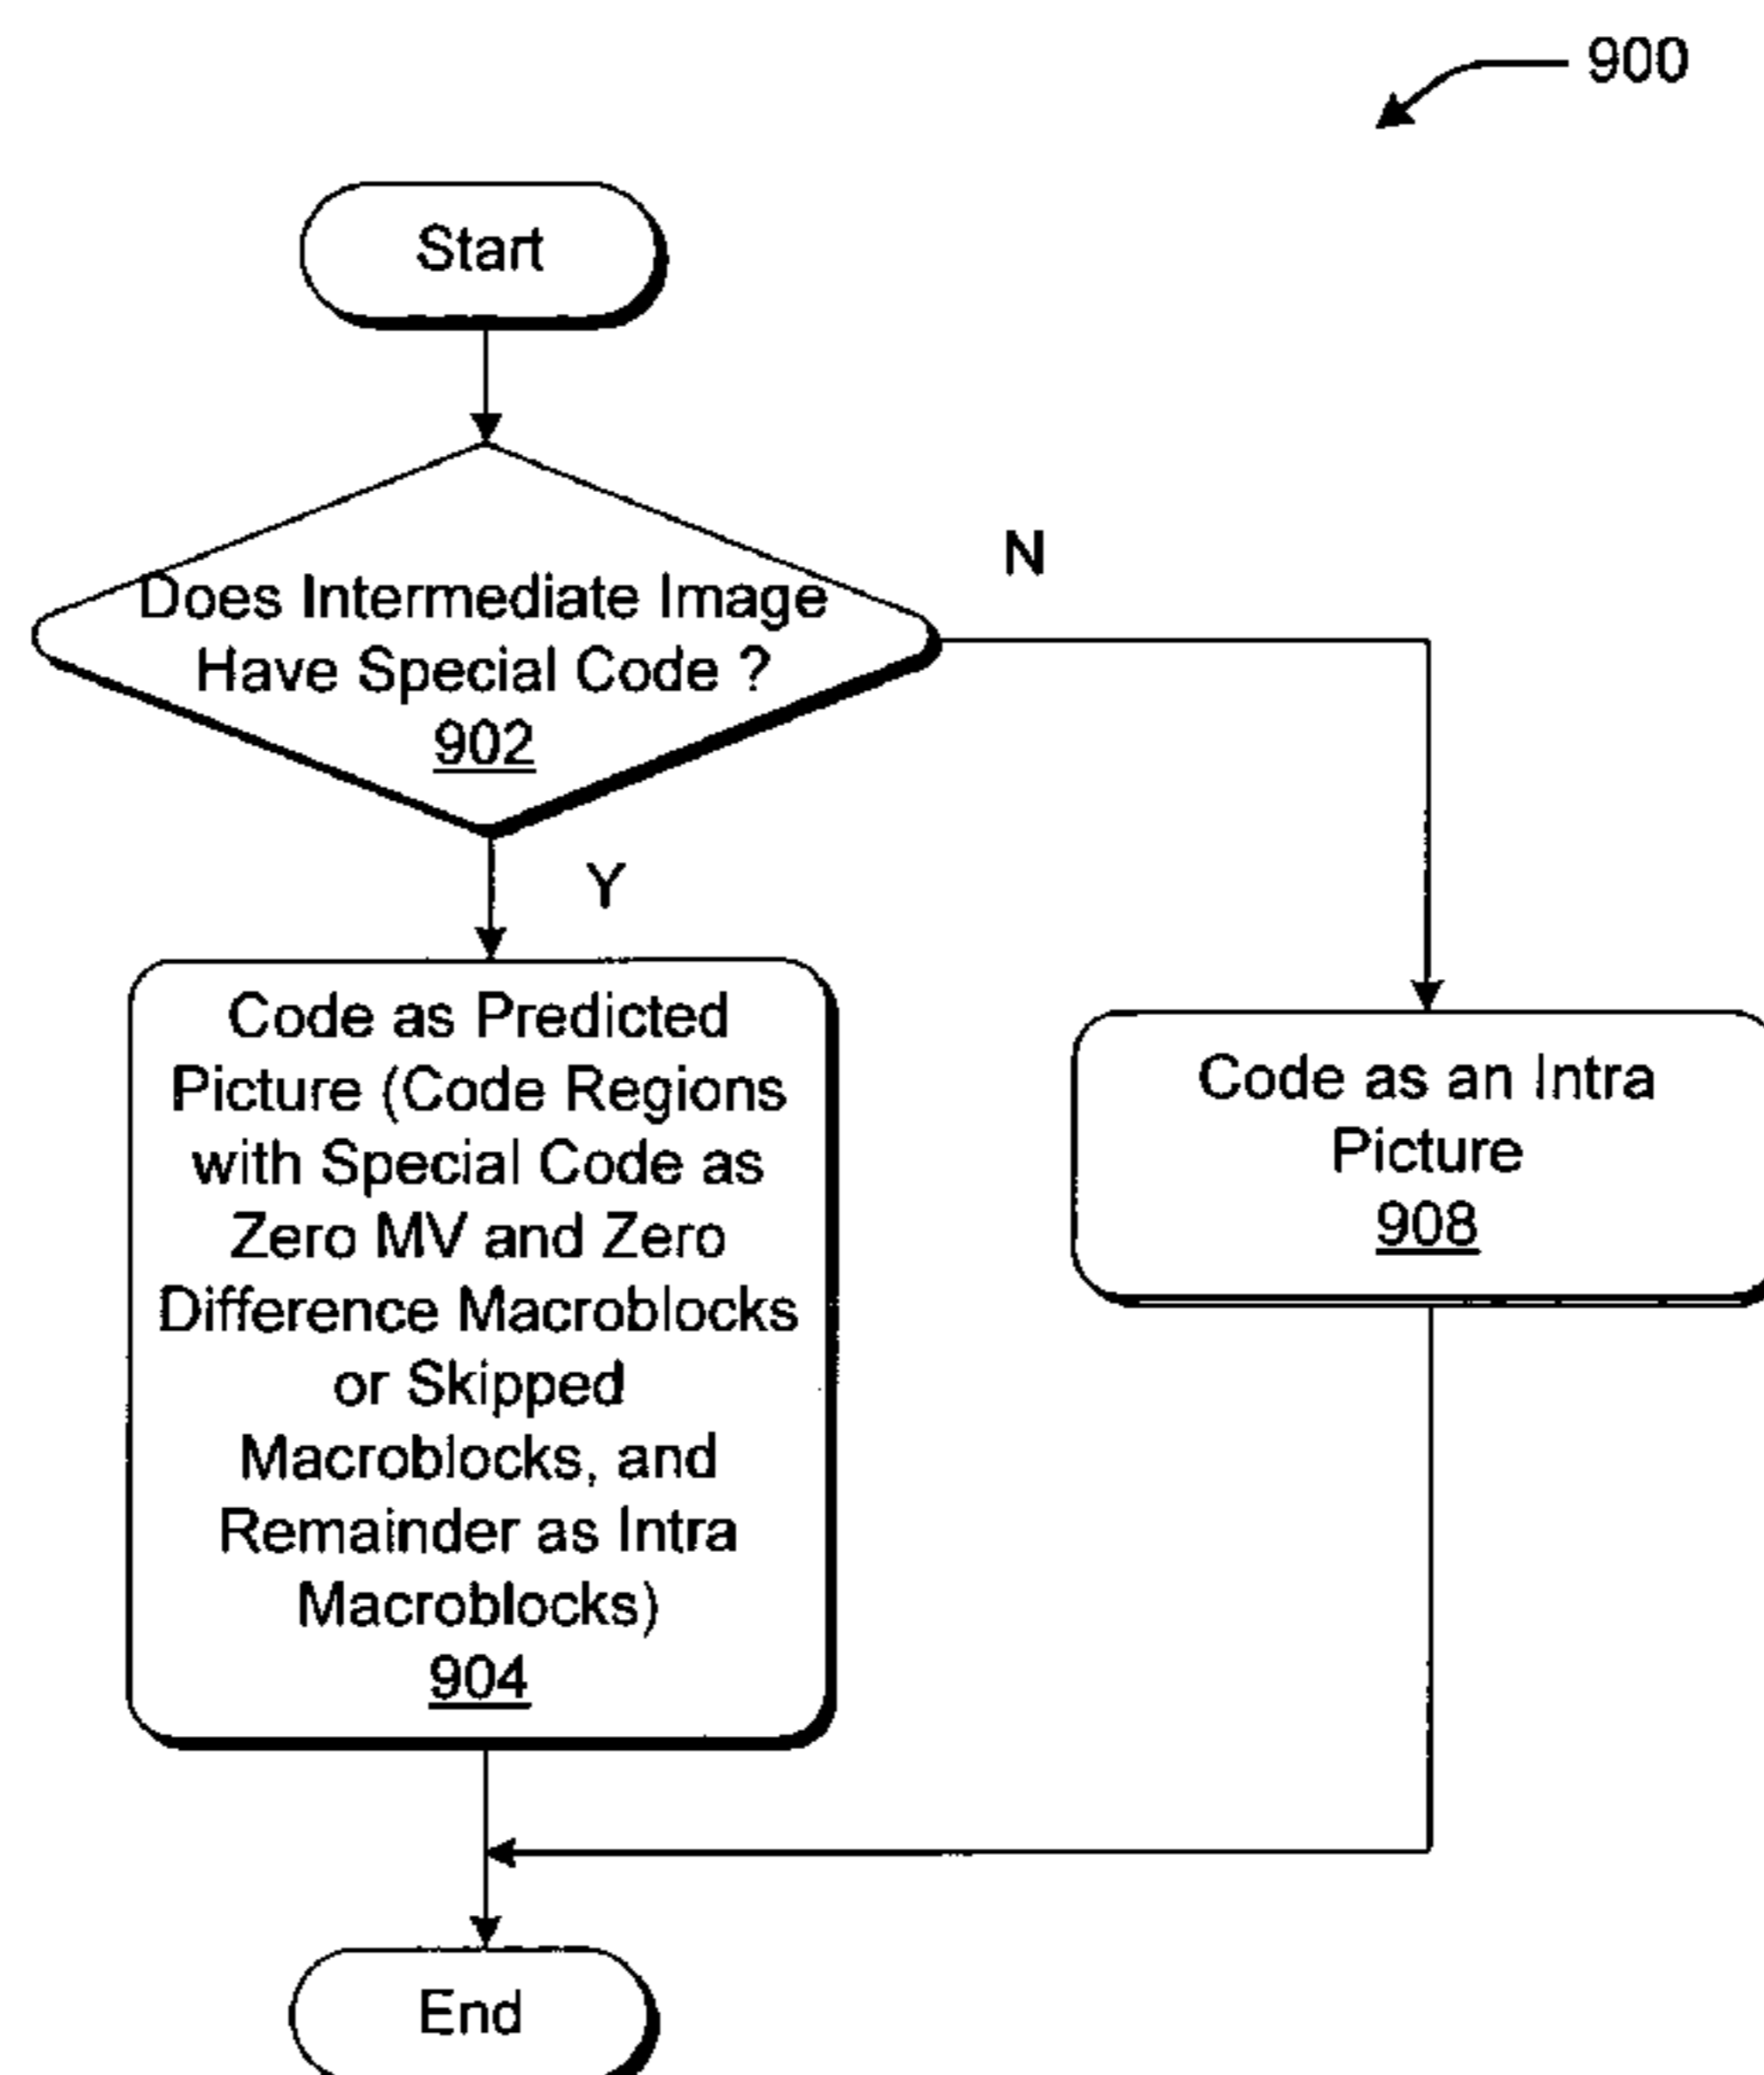 900
Start
Does Intermediate Image
Have Special Code ?
902
N
Y
Code as Predicted
Picture (Code Regions
with Special Code as
Zero MV and Zero
Difference Macroblocks
or Skipped
Macroblocks, and
Remainder as Intra
Macroblocks)
904
Code as an Intra
Picture
908
End